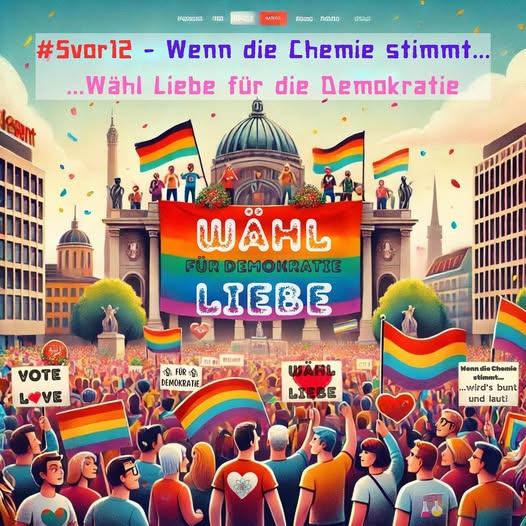 #5vor12 - Wenn die Chemie stimmt...
...Wähl Liebe für die Demokratie
WÄHL
FÜR DEMOKRATIE
LIEBE
VOTE
LOVE
FÜR
DEMOKRATIE
WÄHL
LIEBE
Wenn die Chemie
stimmt...
...wird's bunt
und laut!